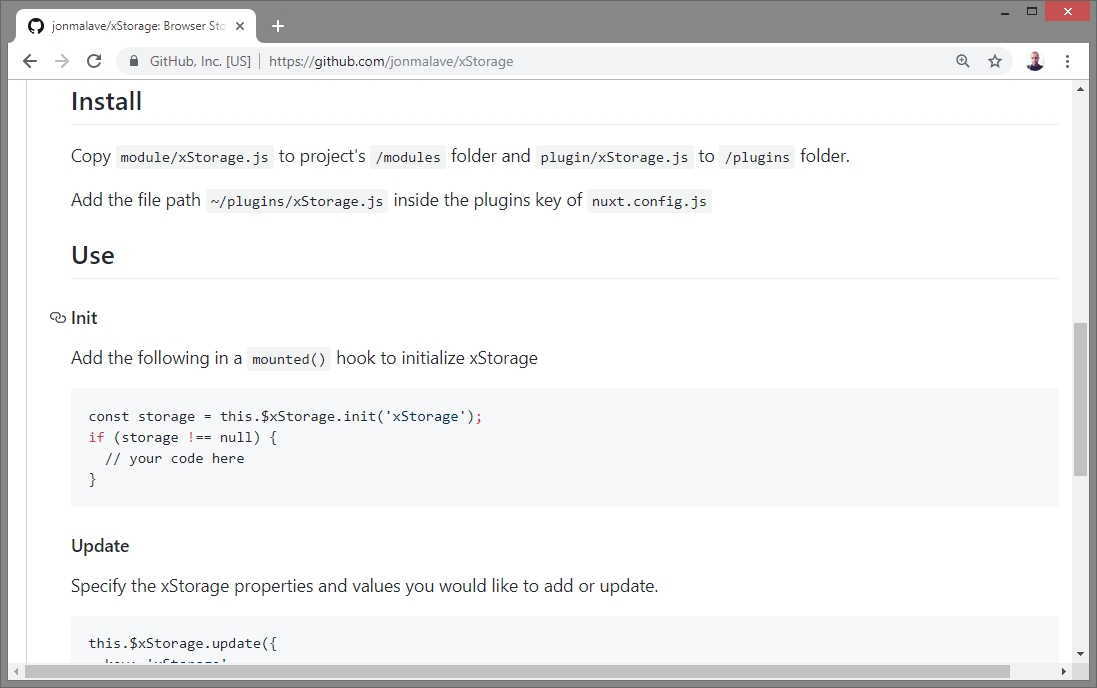 jonmalave/xStorage: Browser Sto
GitHub, Inc. [US] | https://github.com/jonmalave/xStorage
Install
Copy module/xStorage.js to project's /modules folder and plugin/xStorage.js to /plugins folder.
Add the file path ~/plugins/xStorage.js inside the plugins key of nuxt.config.js
Use
Init
Add the following in a mounted() hook to initialize xStorage
const storage = this.$xStorage.init('xStorage');
if (storage !== null) {
  // your code here
}
Update
Specify the xStorage properties and values you would like to add or update.
this.$xStorage.update({